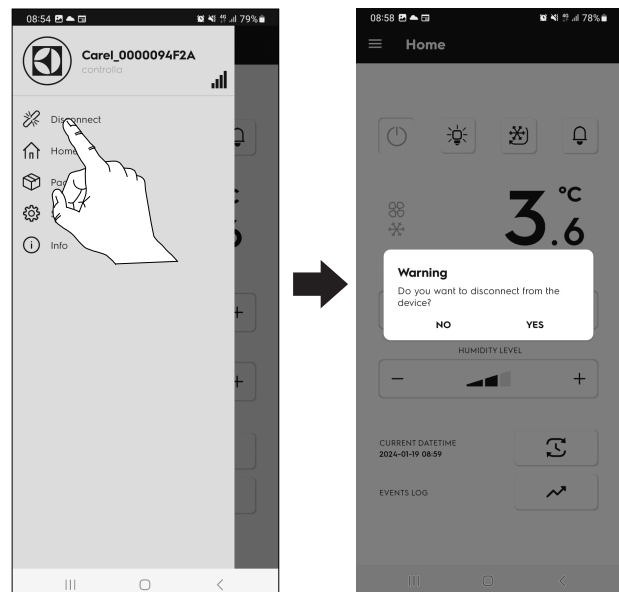 08:54
79%
Carel_0000094F2A
controlla
Disconnect
Home
Info
°C
08:58
78%
Home
°C
3.6
Warning
Do you want to disconnect from the
device?
NO
YES
HUMIDITY LEVEL
CURRENT DATETIME
2024-01-19 08:59
EVENTS LOG